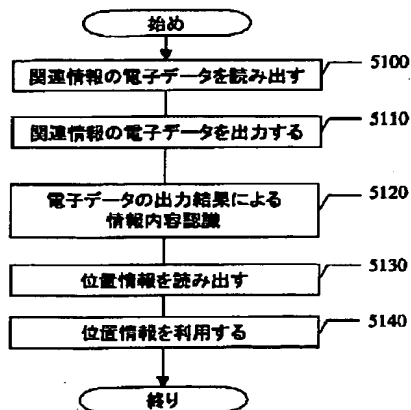 始め
関連情報の電子データを読み出す
5100
関連情報の電子データを出力する
5110
電子データの出力結果による
情報内容認識
5120
位置情報を読み出す
5130
位置情報を利用する
5140
終り